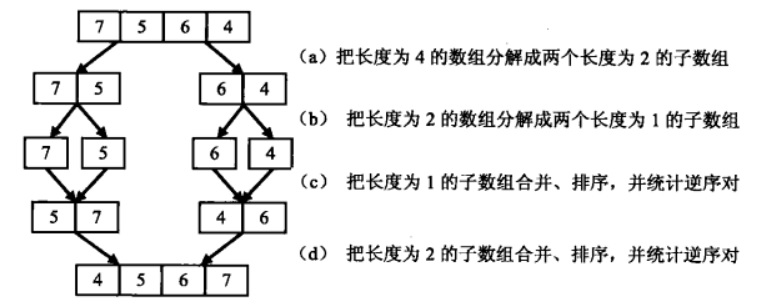 7 5 6 4
(a) 把长度为 4 的数组分解成两个长度为 2 的子数组
7 5 6 4
(b) 把长度为 2 的数组分解成两个长度为 1 的子数组
7 5 6 4
(c) 把长度为 1 的子数组合并、排序，并统计逆序对
5 7 4 6
(d) 把长度为 2 的子数组合并、排序，并统计逆序对
4 5 6 7